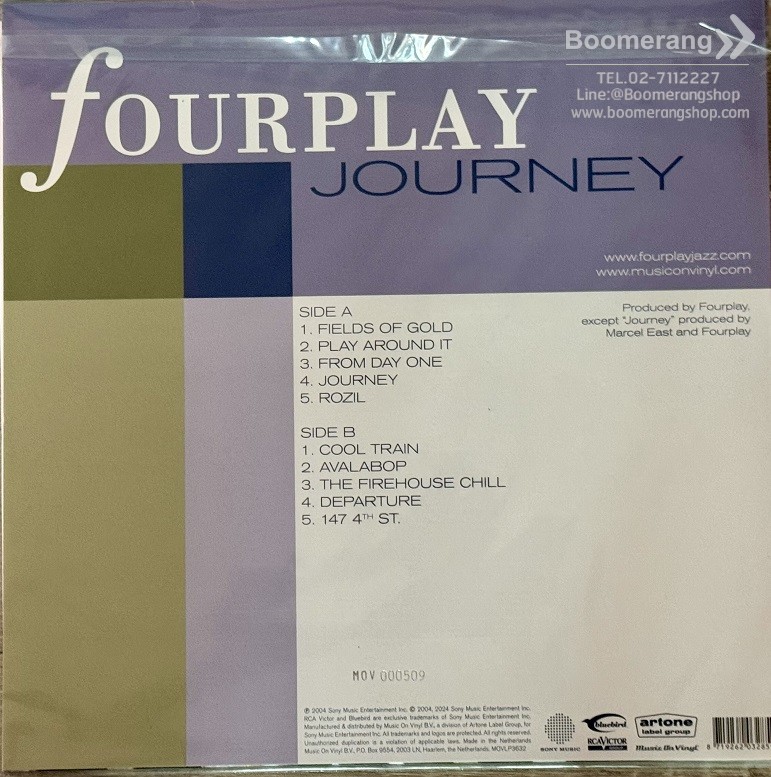 Boomerang
TEL.02-7112227
Line:@Boomerangshop
www.boomerangshop.com
fOURPLAY
JOURNEY
www.fourplayjazz.com
www.musiconvinyl.com
SIDE A
1. FIELDS OF GOLD
2. PLAY AROUND IT
3. FROM DAY ONE
4. JOURNEY
5. ROZIL
Produced by Fourplay,
except "Journey" produced by
Marcel East and Fourplay
SIDE B
1. COOL TRAIN
2. AVALABOP
3. THE FIREHOUSE CHILL
4. DEPARTURE
5. 147 4TH ST.
MOV 000509
℗ 2004 Sony Music Entertainment Inc. © 2004, 2024 Sony Music Entertainment Inc.
RCA Victor and Bluebird are exclusive trademarks of Sony Music Entertainment Inc.
Manufactured & distributed by Music On Vinyl B.V., a division of Artone Label Group, for
Sony Music Entertainment Inc. All trademarks and logos are protected. All rights reserved.
Unauthorized duplication is a violation of applicable laws. Made in the Netherlands
Music On Vinyl B.V., P.O. Box 9554, 2003 LN, Haarlem, the Netherlands. MOVLP3632
SONY MUSIC
bluebird
RCA VICTOR
artone
label group
Music On Vinyl
8 719262 03285